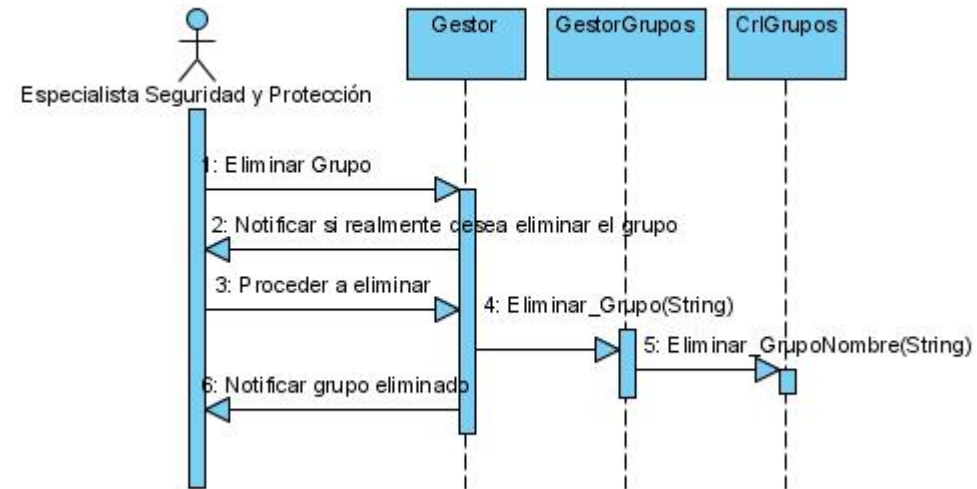 Gestor
GestorGrupos
CrlGrupos
Especialista Seguridad y Protección
1: Eliminar Grupo
2: Notificar si realmente desea eliminar el grupo
3: Proceder a eliminar
4: Eliminar_Grupo(String)
5: Eliminar_GrupoNombre(String)
6: Notificar grupo eliminado